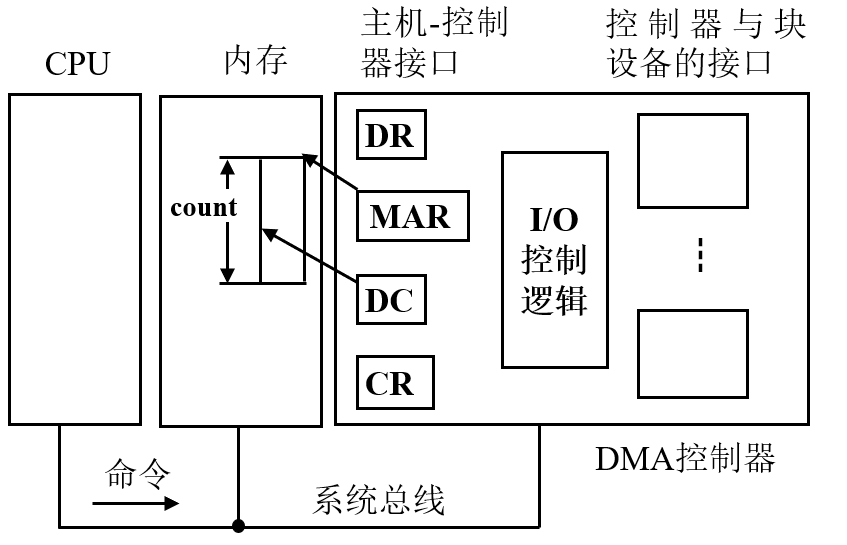 CPU
内存
主机-控制
器接口
控制器与块
设备的接口
count
DR
MAR
DC
CR
I/O
控制
逻辑
DMA控制器
命令
系统总线